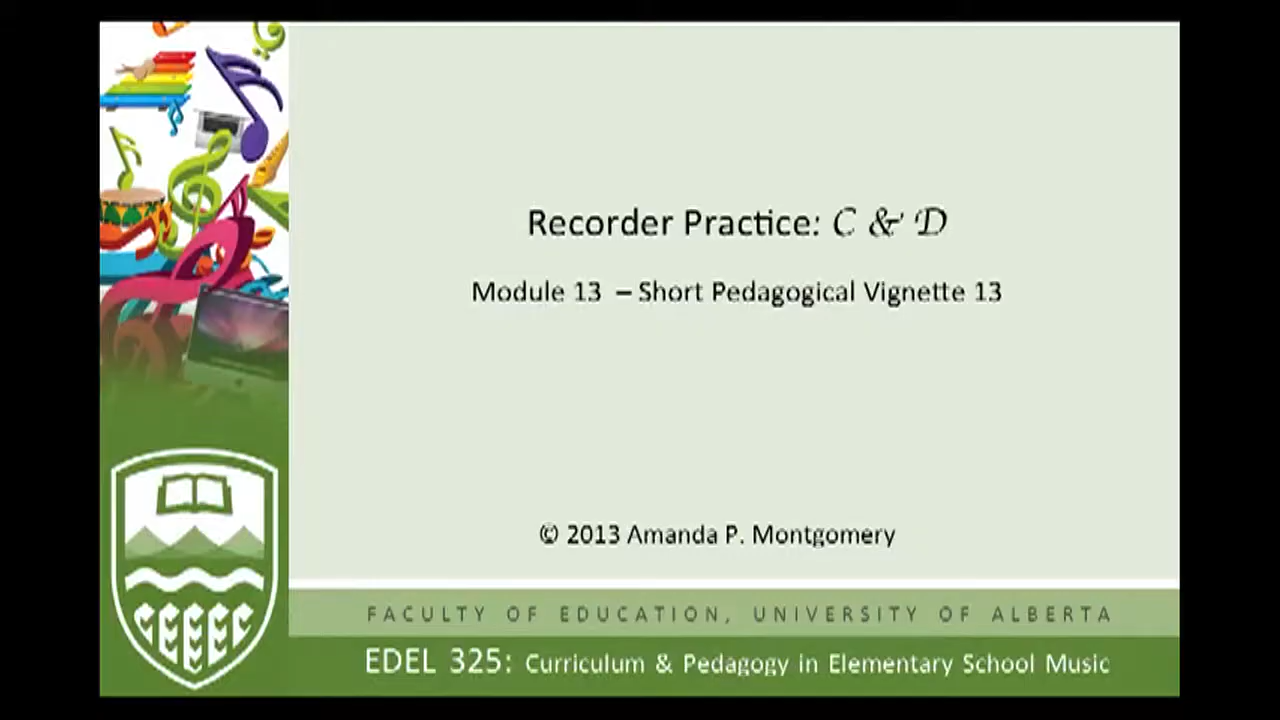 Recorder Practice: C & D
Module 13 – Short Pedagogical Vignette 13
© 2013 Amanda P. Montgomery
FACULTY OF EDUCATION, UNIVERSITY OF ALBERTA
EDEL 325: Curriculum & Pedagogy in Elementary School Music